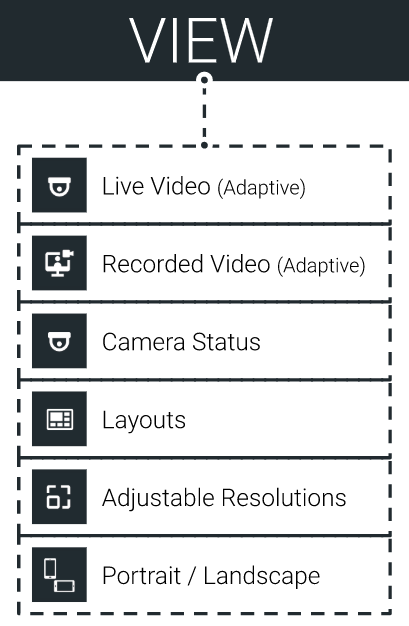 VIEW
Live Video (Adaptive)
Recorded Video (Adaptive)
Camera Status
Layouts
Adjustable Resolutions
Portrait / Landscape